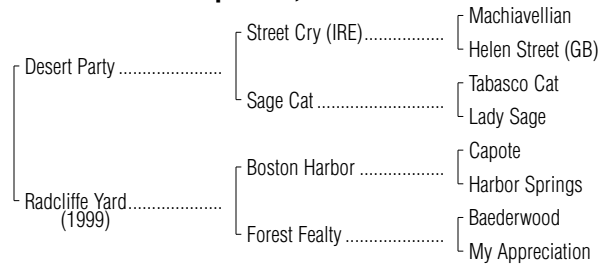 Machiavellian
Street Cry (IRE)
Helen Street (GB)
Desert Party
Tabasco Cat
Sage Cat
Lady Sage
Capote
Boston Harbor
Harbor Springs
Radcliffe Yard
(1999)
Baederwood
Forest Fealty
My Appreciation